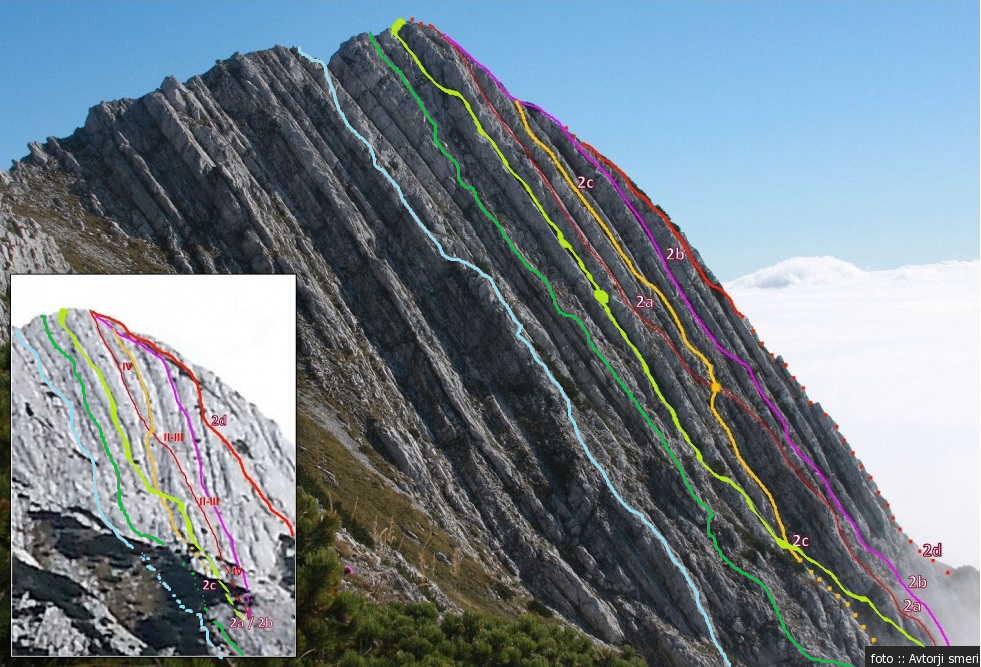 2c
2b
2a
2c
2d
2b
2a
IV
2d
II-III
II-III
IV
2c
2a / 2b
foto :: Avtorji smeri